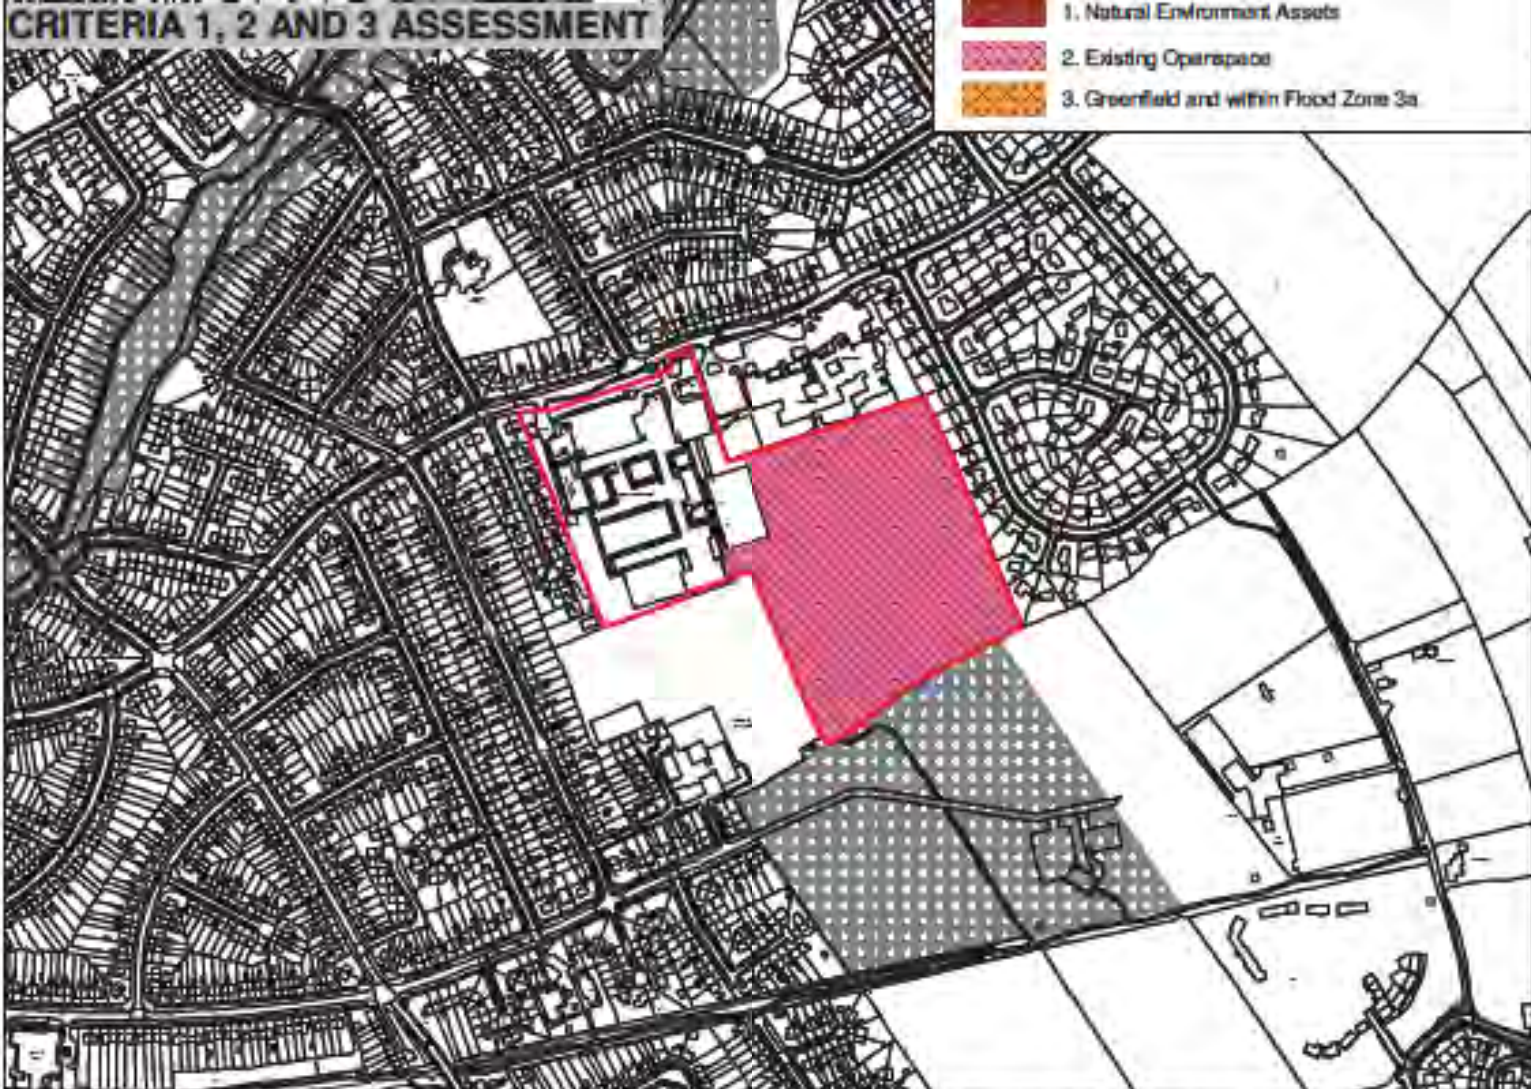 CRITERIA 1, 2 AND 3 ASSESSMENT
1. Natural Environment Assets
2. Existing Openspace
3. Greenfield and within Flood Zone 3a